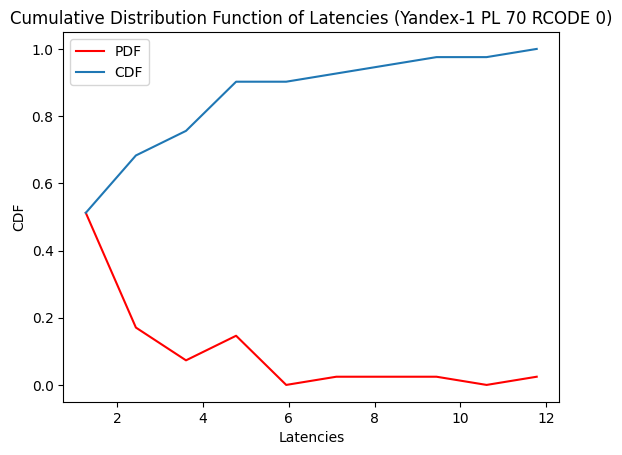 Cumulative Distribution Function of Latencies (Yandex-1 PL 70 RCODE 0)
PDF
CDF
1.0
0.8
0.6
0.4
0.2
0.0
CDF
2 4 6 8 10 12
Latencies